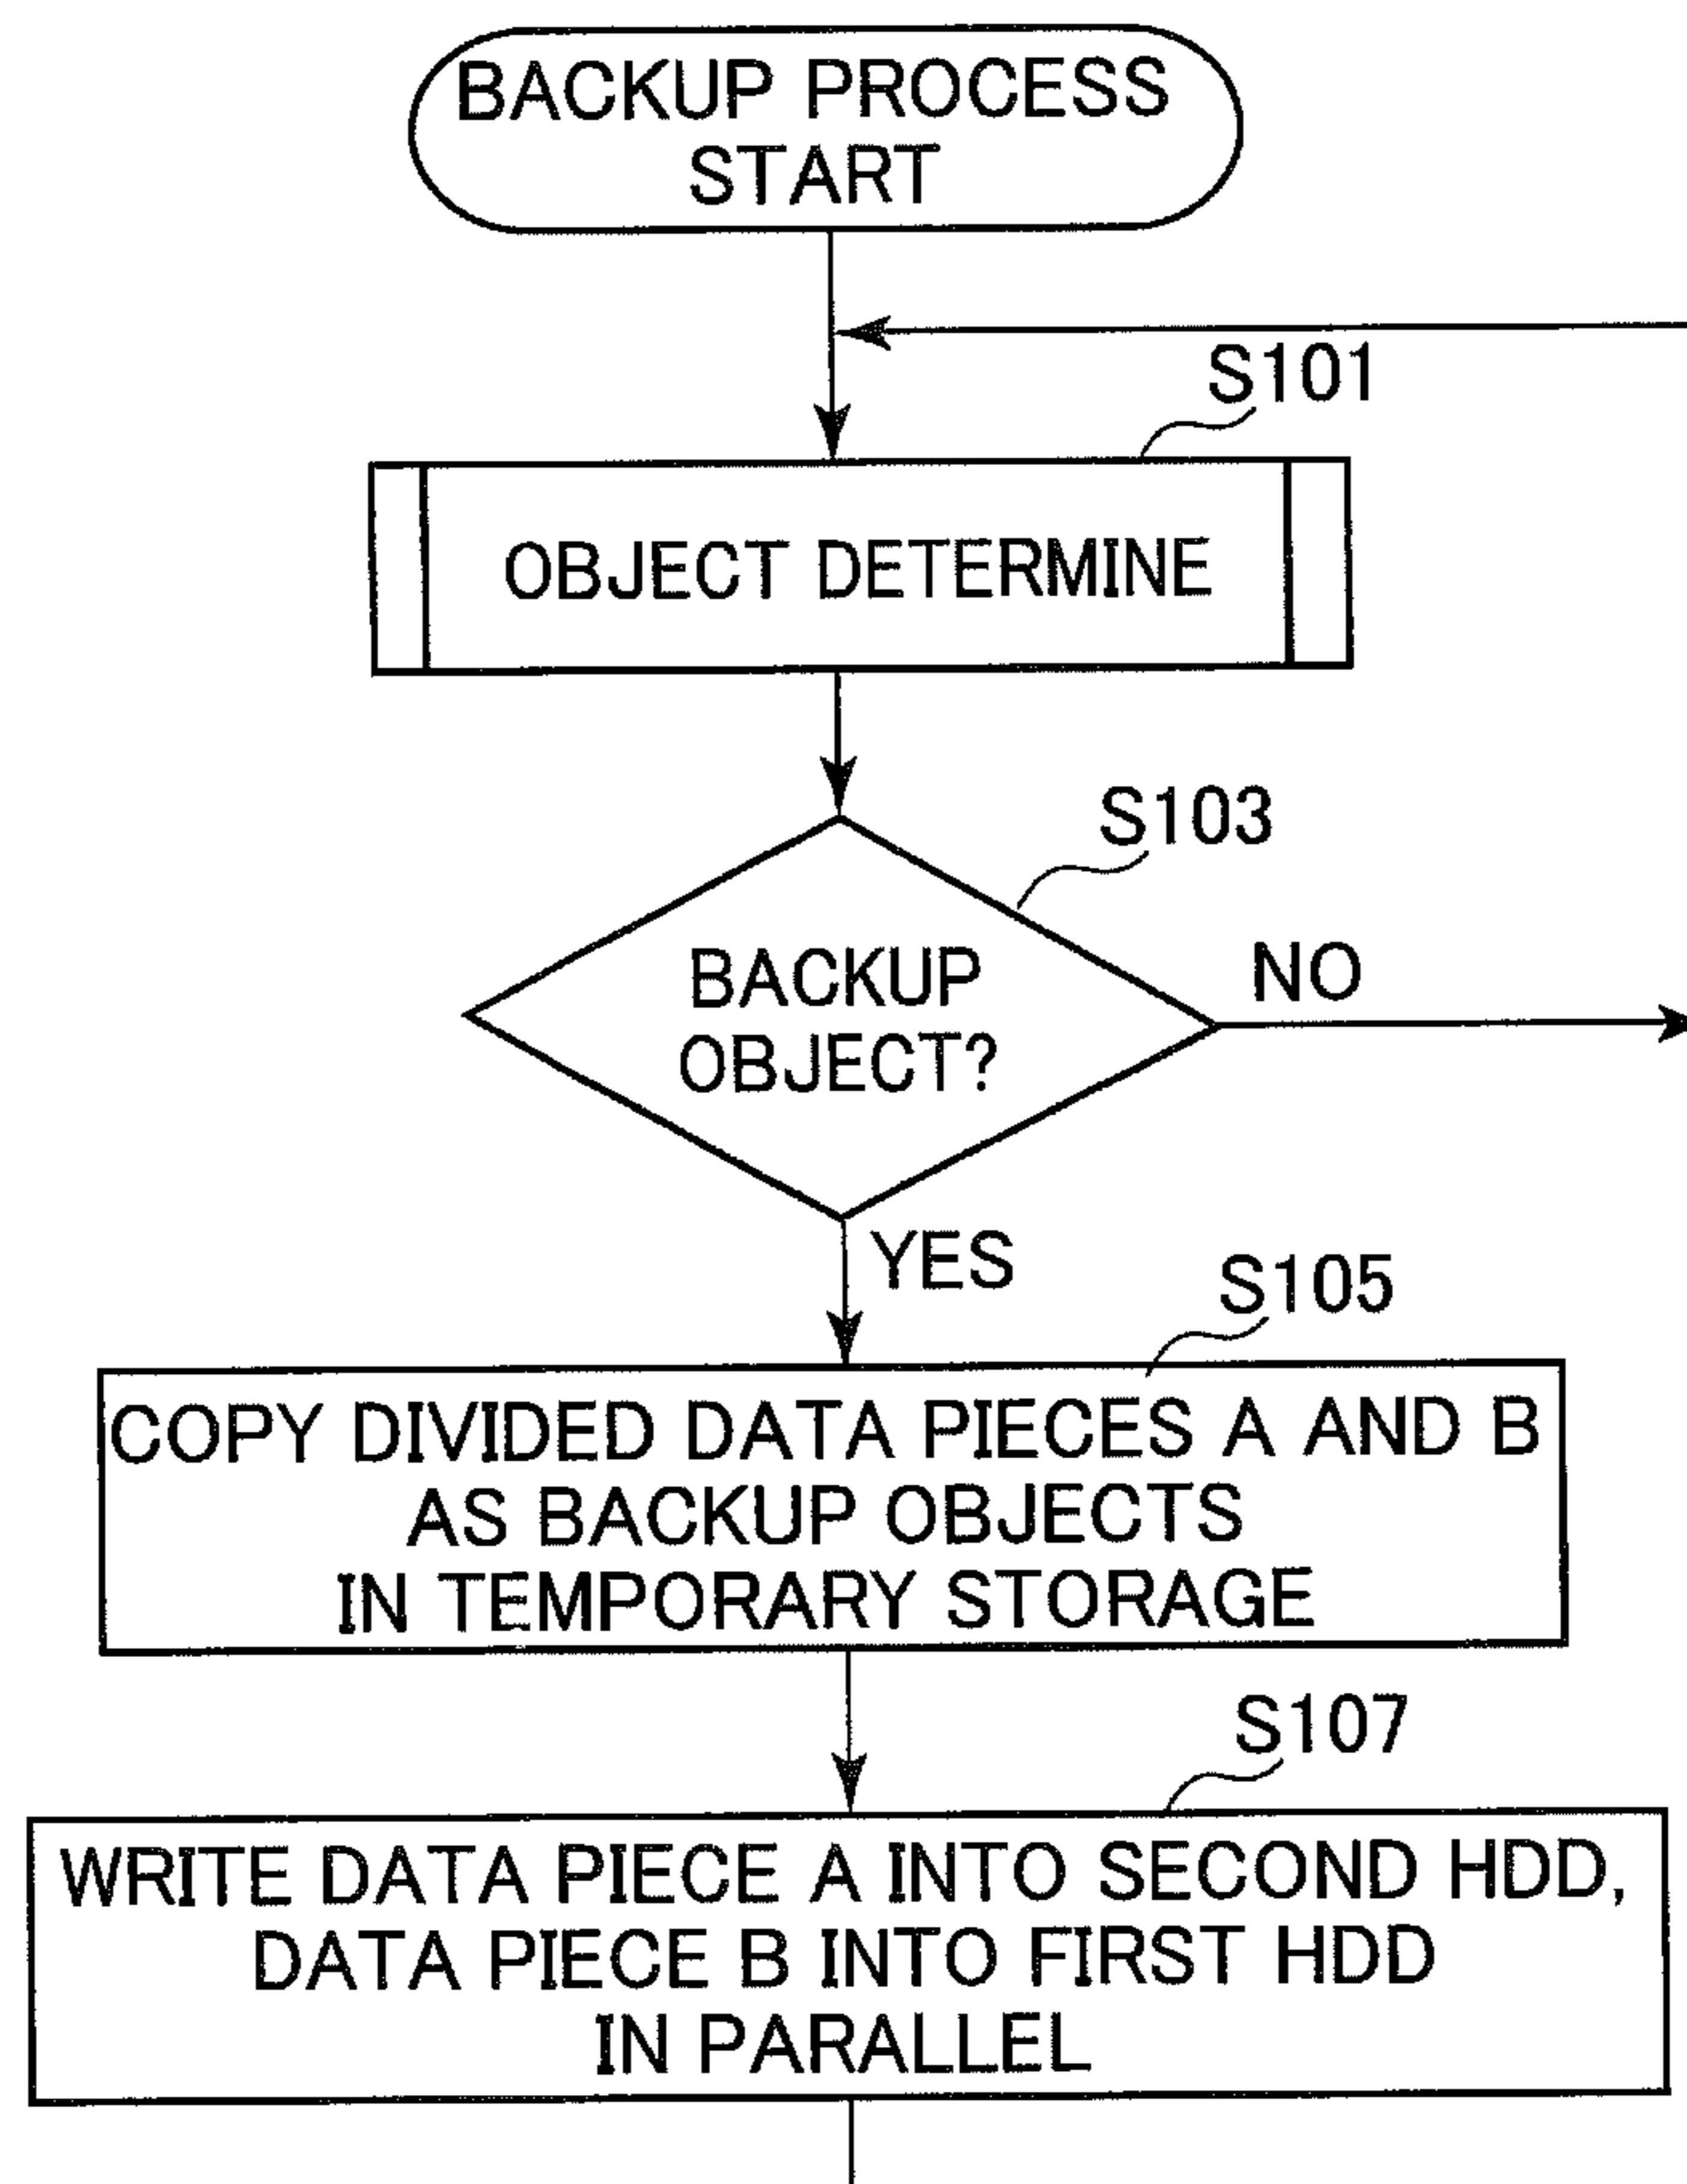 BACKUP PROCESS
START
S101
OBJECT DETERMINE
S103
BACKUP
OBJECT?
NO
YES
S105
COPY DIVIDED DATA PIECES A AND B
AS BACKUP OBJECTS
IN TEMPORARY STORAGE
S107
WRITE DATA PIECE A INTO SECOND HDD,
DATA PIECE B INTO FIRST HDD
IN PARALLEL